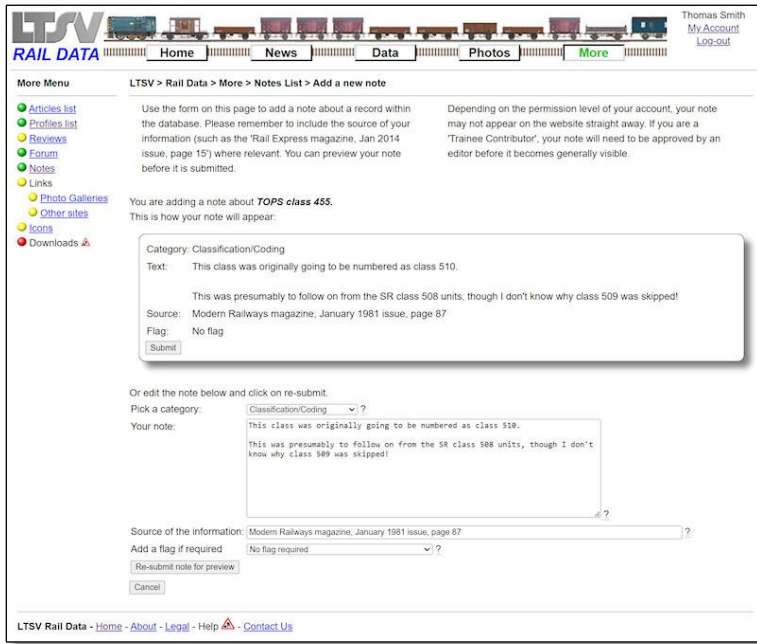 LTSV
RAIL DATA
Home
News
Data
Photos
More
Thomas Smith
My Account
Log-out
More Menu
Articles list
Profiles list
Reviews
Forum
Notes
Links
Photo Galleries
Other sites
Icons
Downloads
LTSV > Rail Data > More > Notes List > Add a new note
Use the form on this page to add a note about a record within
the database. Please remember to include the source of your
information (such as the 'Rail Express magazine, Jan 2014
issue, page 15') where relevant. You can preview your note
before it is submitted.
Depending on the permission level of your account, your note
may not appear on the website straight away. If you are a
'Trainee Contributor', your note will need to be approved by an
editor before it becomes generally visible.
You are adding a note about TOPS class 455.
This is how your note will appear:
Category: Classification/Coding
Text: This class was originally going to be numbered as class 510.
This was presumably to follow on from the SR class 508 units, though I don't know why class 509 was skipped!
Source: Modern Railways magazine, January 1981 issue, page 87
Flag: No flag
Submit
Or edit the note below and click on re-submit.
Pick a category: Classification/Coding ?
Your note: This class was originally going to be numbered as class 510.
This was presumably to follow on from the SR class 508 units, though I don't
know why class 509 was skipped!
?
Source of the information: Modern Railways magazine, January 1981 issue, page 87 ?
Add a flag if required No flag required ?
Re-submit note for preview
Cancel
LTSV Rail Data - Home - About - Legal - Help - Contact Us